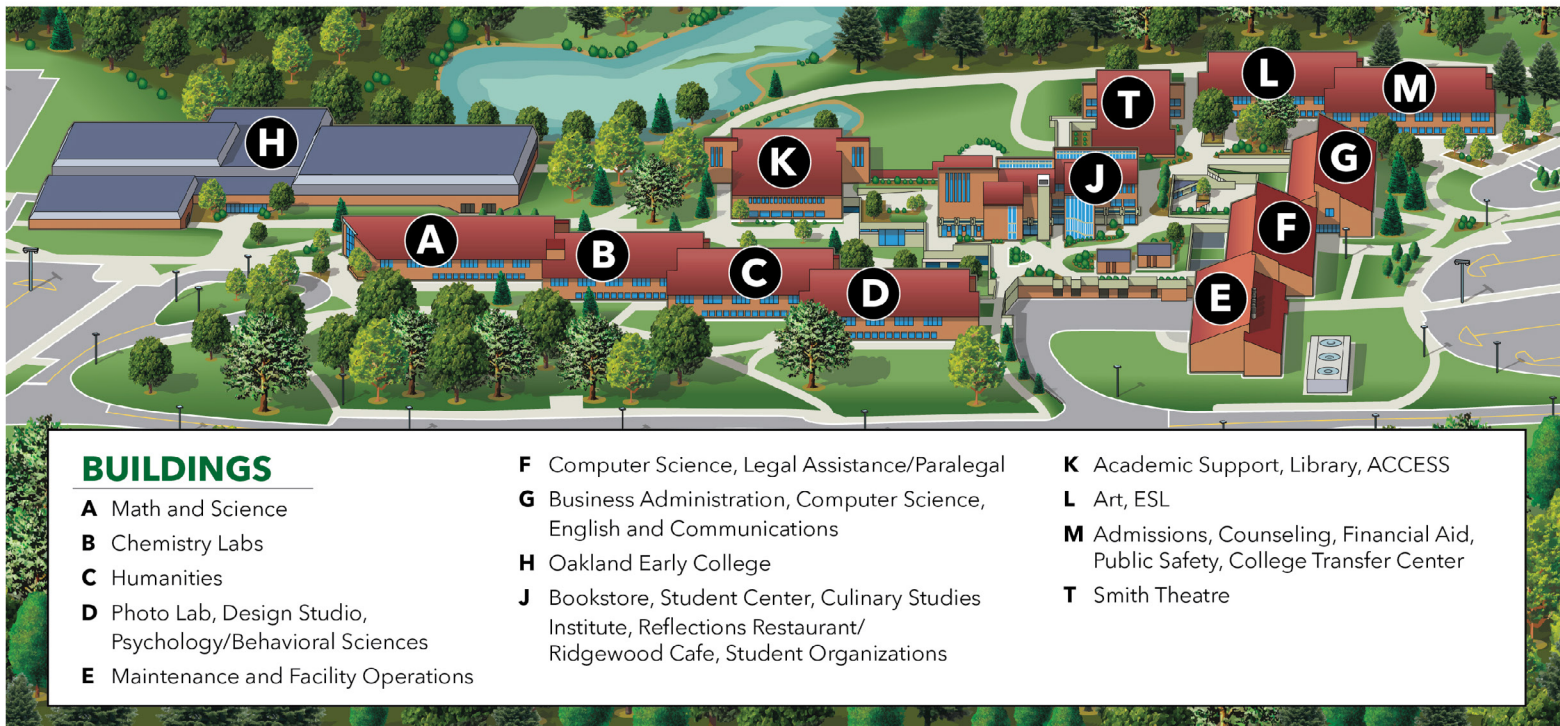 H
A
B
C
D
K
T
J
L
M
G
F
E
BUILDINGS
A Math and Science
B Chemistry Labs
C Humanities
D Photo Lab, Design Studio,
Psychology/Behavioral Sciences
E Maintenance and Facility Operations
F Computer Science, Legal Assistance/Paralegal
G Business Administration, Computer Science,
English and Communications
H Oakland Early College
J Bookstore, Student Center, Culinary Studies
Institute, Reflections Restaurant/
Ridgewood Cafe, Student Organizations
K Academic Support, Library, ACCESS
L Art, ESL
M Admissions, Counseling, Financial Aid,
Public Safety, College Transfer Center
T Smith Theatre